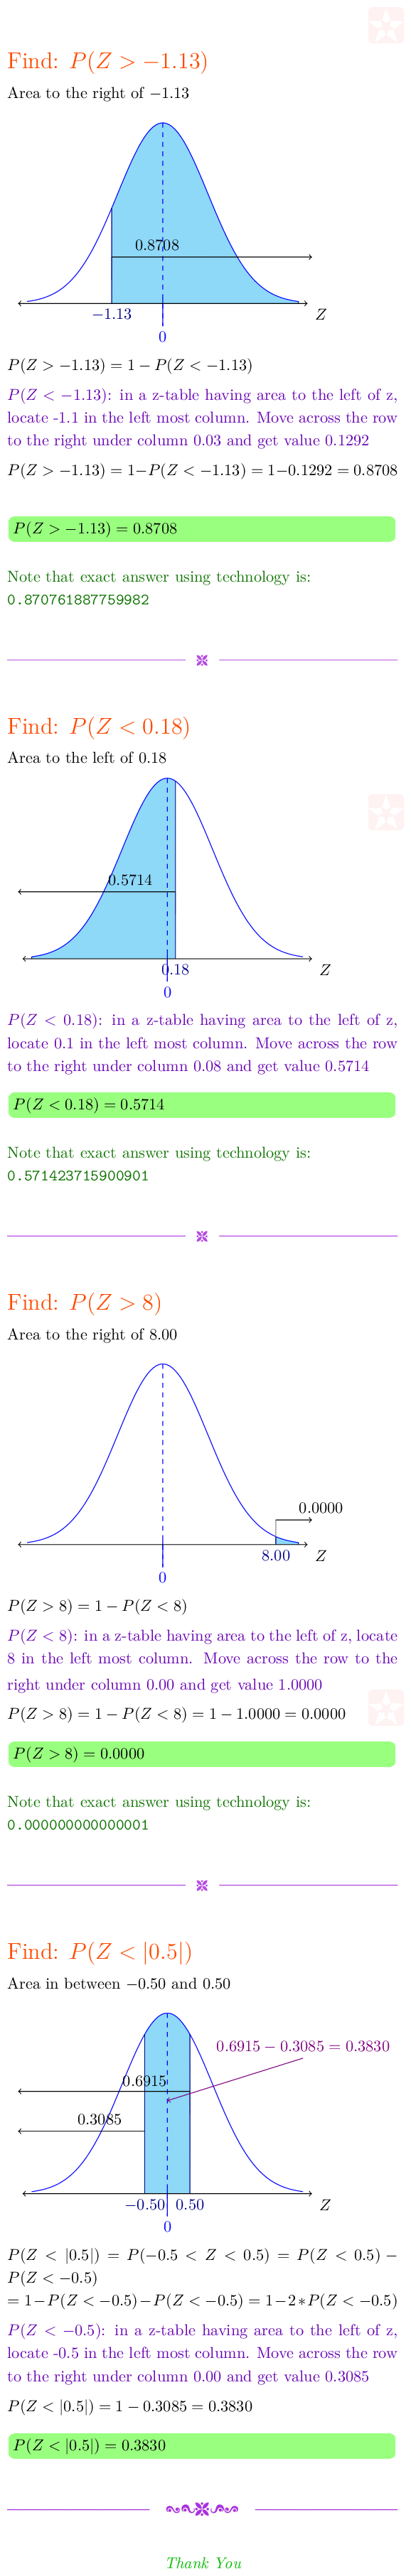 Find: P(Z > −1.13)
Area to the right of −1.13
0.8708
−1.13
Z
0
P(Z > −1.13) = 1 − P(Z < −1.13)
P(Z < −1.13): in a z-table having area to the left of z,
locate -1.1 in the left most column. Move across the row
to the right under column 0.03 and get value 0.1292
P(Z > −1.13) = 1−P(Z < −1.13) = 1−0.1292 = 0.8708
P(Z > −1.13) = 0.8708
Note that exact answer using technology is:
0.870761887759982
Find: P(Z < 0.18)
Area to the left of 0.18
0.5714
0.18
Z
0
P(Z < 0.18): in a z-table having area to the left of z,
locate 0.1 in the left most column. Move across the row
to the right under column 0.08 and get value 0.5714
P(Z < 0.18) = 0.5714
Note that exact answer using technology is:
0.571423715900901
Find: P(Z > 8)
Area to the right of 8.00
0.0000
8.00
Z
0
P(Z > 8) = 1 − P(Z < 8)
P(Z < 8): in a z-table having area to the left of z, locate
8 in the left most column. Move across the row to the
right under column 0.00 and get value 1.0000
P(Z > 8) = 1 − P(Z < 8) = 1 − 1.0000 = 0.0000
P(Z > 8) = 0.0000
Note that exact answer using technology is:
0.000000000000001
Find: P(Z < |0.5|)
Area in between −0.50 and 0.50
0.6915 − 0.3085 = 0.3830
0.6915
0.3085
−0.50 0.50
Z
0
P(Z < |0.5|) = P(−0.5 < Z < 0.5) = P(Z < 0.5) −
P(Z < −0.5)
= 1−P(Z < −0.5)−P(Z < −0.5) = 1−2∗P(Z < −0.5)
P(Z < −0.5): in a z-table having area to the left of z,
locate -0.5 in the left most column. Move across the row
to the right under column 0.00 and get value 0.3085
P(Z < |0.5|) = 1 − 0.3085 = 0.3830
P(Z < |0.5|) = 0.3830
Thank You